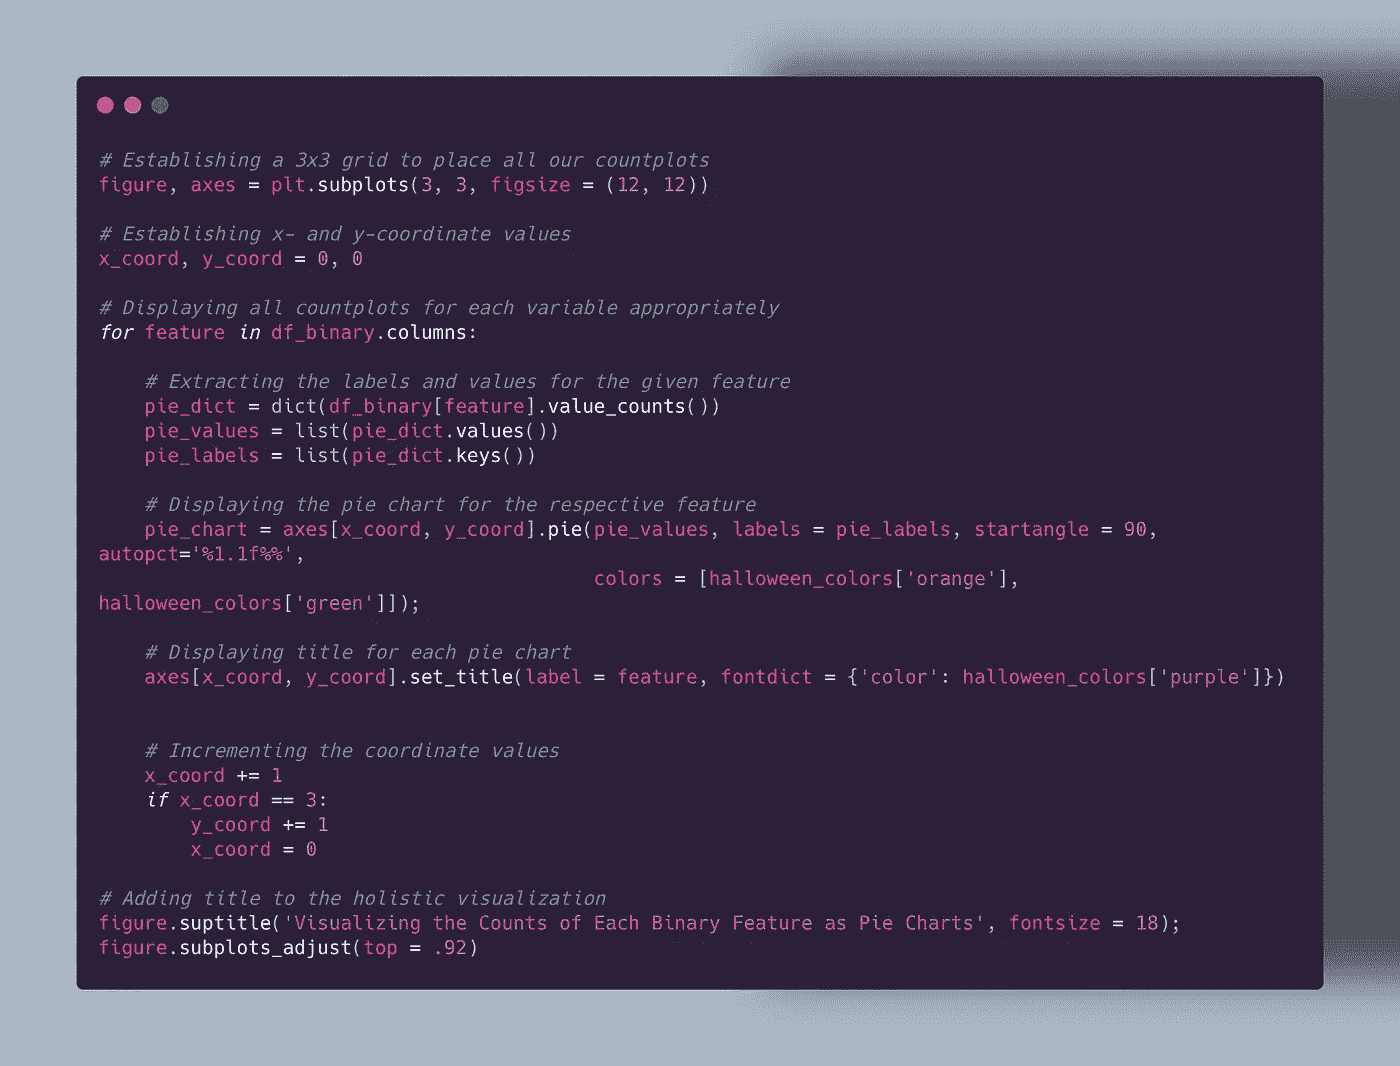 # Establishing a 3x3 grid to place all our countplots
figure, axes = plt.subplots(3, 3, figsize = (12, 12))
# Establishing x- and y-coordinate values
x_coord, y_coord = 0, 0
# Displaying all countplots for each variable appropriately
for feature in df_binary.columns:
    # Extracting the labels and values for the given feature
    pie_dict = dict(df_binary[feature].value_counts())
    pie_values = list(pie_dict.values())
    pie_labels = list(pie_dict.keys())
    # Displaying the pie chart for the respective feature
    pie_chart = axes[x_coord, y_coord].pie(pie_values, labels = pie_labels, startangle = 90,
autopct='%1.1f%%',
                                           colors = [halloween_colors['orange'],
halloween_colors['green']]);
    # Displaying title for each pie chart
    axes[x_coord, y_coord].set_title(label = feature, fontdict = {'color': halloween_colors['purple']})
    # Incrementing the coordinate values
    x_coord += 1
    if x_coord == 3:
        y_coord += 1
        x_coord = 0
# Adding title to the holistic visualization
figure.suptitle('Visualizing the Counts of Each Binary Feature as Pie Charts', fontsize = 18);
figure.subplots_adjust(top = .92)